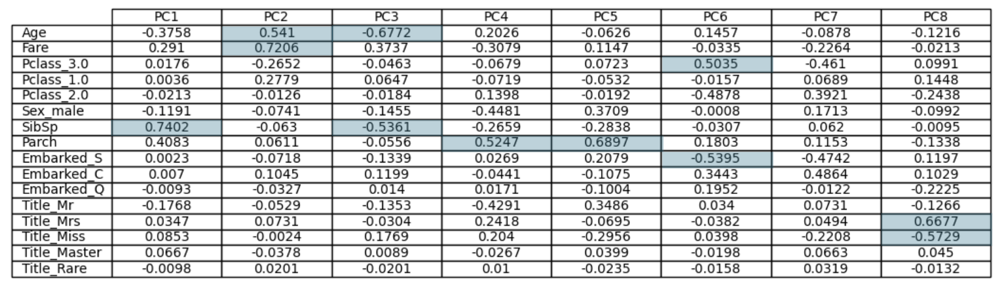 PC1 PC2 PC3 PC4 PC5 PC6 PC7 PC8
Age -0.3758 0.541 -0.6772 0.2026 -0.0626 0.1457 -0.0878 -0.1216
Fare 0.291 0.7206 0.3737 -0.3079 0.1147 -0.0335 -0.2264 -0.0213
Pclass_3.0 0.0176 -0.2652 -0.0463 -0.0679 0.0723 0.5035 -0.461 0.0991
Pclass_1.0 0.0036 0.2779 0.0647 -0.0719 -0.0532 -0.0157 0.0689 0.1448
Pclass_2.0 -0.0213 -0.0126 -0.0184 0.1398 -0.0192 -0.4878 0.3921 -0.2438
Sex_male -0.1191 -0.0741 -0.1455 -0.4481 0.3709 -0.0008 0.1713 -0.0992
SibSp 0.7402 -0.063 -0.5361 -0.2659 -0.2838 -0.0307 0.062 -0.0095
Parch 0.4083 0.0611 -0.0556 0.5247 0.6897 0.1803 0.1153 -0.1338
Embarked_S 0.0023 -0.0718 -0.1339 0.0269 0.2079 -0.5395 -0.4742 0.1197
Embarked_C 0.007 0.1045 0.1199 -0.0441 -0.1075 0.3443 0.4864 0.1029
Embarked_Q -0.0093 -0.0327 0.014 0.0171 -0.1004 0.1952 -0.0122 -0.2225
Title_Mr -0.1768 -0.0529 -0.1353 -0.4291 0.3486 0.034 0.0731 -0.1266
Title_Mrs 0.0347 0.0731 -0.0304 0.2418 -0.0695 -0.0382 0.0494 0.6677
Title_Miss 0.0853 -0.0024 0.1769 0.204 -0.2956 0.0398 -0.2208 -0.5729
Title_Master 0.0667 -0.0378 0.0089 -0.0267 0.0399 -0.0198 0.0663 0.045
Title_Rare -0.0098 0.0201 -0.0201 0.01 -0.0235 -0.0158 0.0319 -0.0132